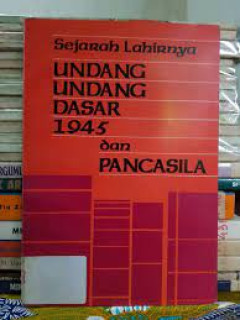 Sejarah Lahirnya
UNDANG
UNDANG
DASAR
1945
dan
PANCASILA